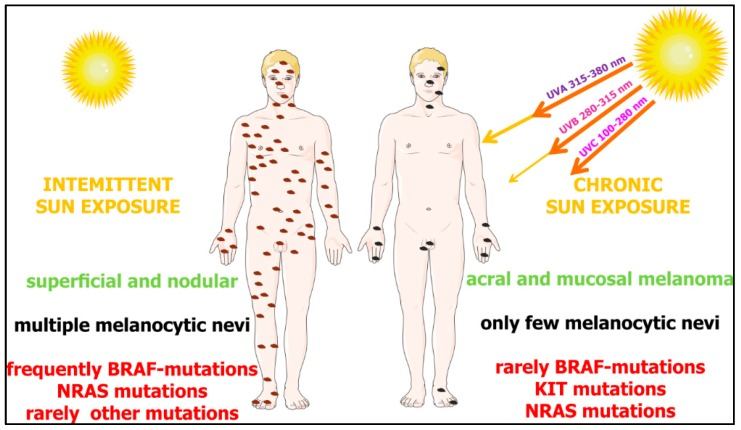 INTEMITTENT
SUN EXPOSURE
superficial and nodular
multiple melanocytic nevi
frequently BRAF-mutations
NRAS mutations
rarely other mutations
UVA 315-380 nm
UVB 280-315 nm
UVC 100-280 nm
CHRONIC
SUN EXPOSURE
acral and mucosal melanoma
only few melanocytic nevi
rarely BRAF-mutations
KIT mutations
NRAS mutations